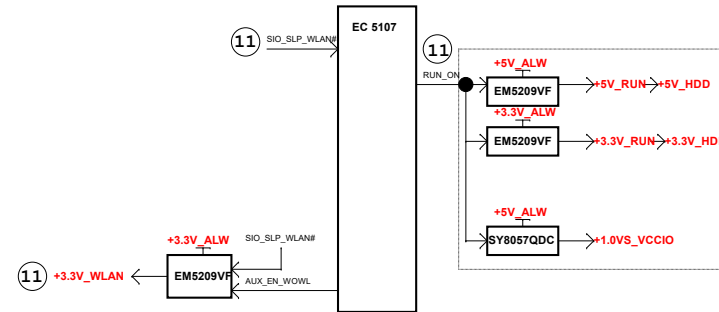 EC 5107
11
SIO_SLP_WLAN#
11
RUN_ON
+5V_ALW
EM5209VF
+5V_RUN
+5V_HDD
+3.3V_ALW
EM5209VF
+3.3V_RUN
+3.3V_HD
+5V_ALW
SY8057QDC
+1.0VS_VCCIO
+3.3V_ALW
SIO_SLP_WLAN#
11
+3.3V_WLAN
EM5209VF
AUX_EN_WOWL